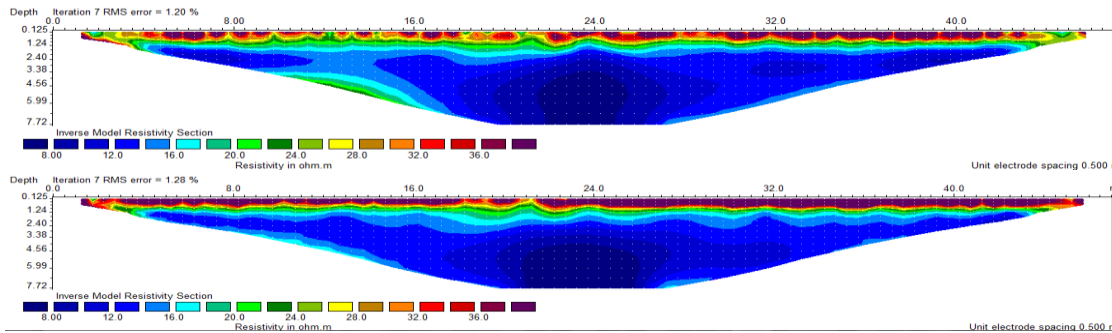 Depth Iteration 7 RMS error = 1.20 %
0.0 8.00 16.0 24.0 32.0 40.0
0.125
1.24
2.40
3.38
4.56
5.99
7.72
Inverse Model Resistivity Section
8.00 12.0 16.0 20.0 24.0 28.0 32.0 36.0
Resistivity in ohm.m
Unit electrode spacing 0.500
Depth Iteration 7 RMS error = 1.28 %
0.0 8.00 16.0 24.0 32.0 40.0
0.125
1.24
2.40
3.38
4.56
5.99
7.72
Inverse Model Resistivity Section
8.00 12.0 16.0 20.0 24.0 28.0 32.0 36.0
Resistivity in ohm.m
Unit electrode spacing 0.500